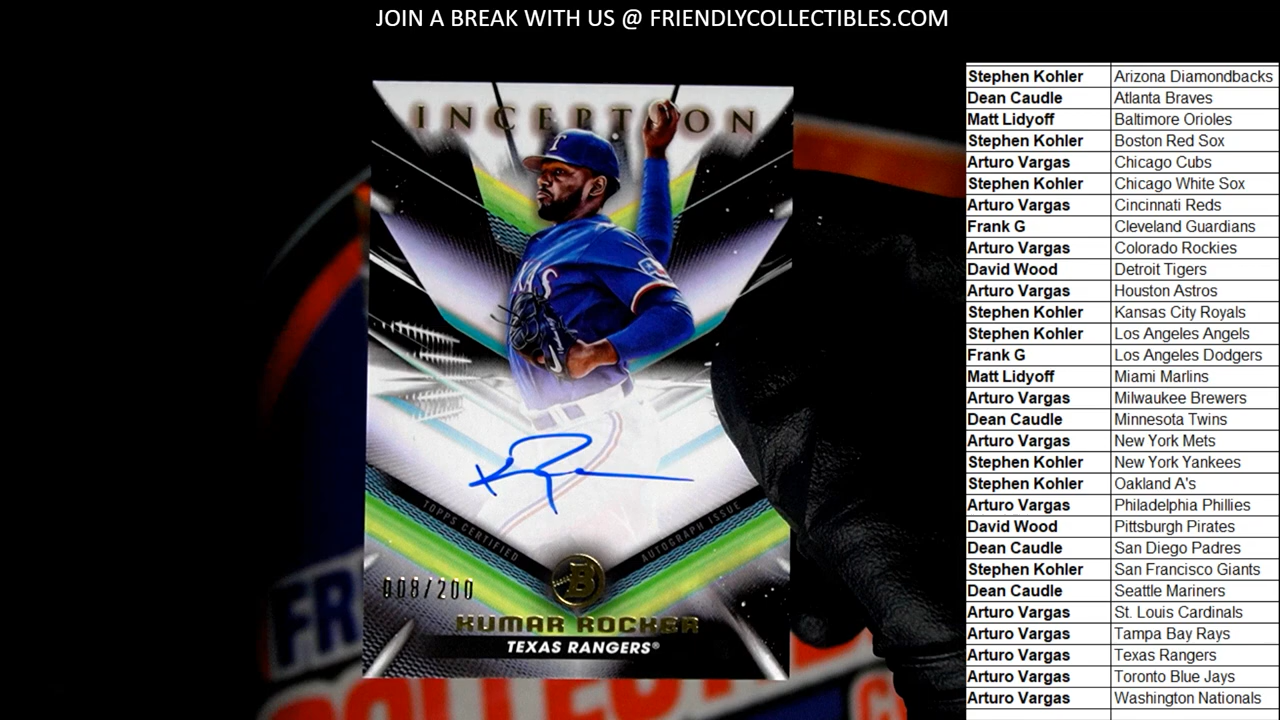 JOIN A BREAK WITH US @ FRIENDLYCOLLECTIBLES.COM
INCEPTION
TOPPS CERTIFIED
AUTOGRAPH ISSUE
008/200
B
KUMAR ROCKER
TEXAS RANGERS®
FR
COLLECT
Stephen Kohler Arizona Diamondbacks
Dean Caudle Atlanta Braves
Matt Lidyoff Baltimore Orioles
Stephen Kohler Boston Red Sox
Arturo Vargas Chicago Cubs
Stephen Kohler Chicago White Sox
Arturo Vargas Cincinnati Reds
Frank G Cleveland Guardians
Arturo Vargas Colorado Rockies
David Wood Detroit Tigers
Arturo Vargas Houston Astros
Stephen Kohler Kansas City Royals
Stephen Kohler Los Angeles Angels
Frank G Los Angeles Dodgers
Matt Lidyoff Miami Marlins
Arturo Vargas Milwaukee Brewers
Dean Caudle Minnesota Twins
Arturo Vargas New York Mets
Stephen Kohler New York Yankees
Stephen Kohler Oakland A's
Arturo Vargas Philadelphia Phillies
David Wood Pittsburgh Pirates
Dean Caudle San Diego Padres
Stephen Kohler San Francisco Giants
Dean Caudle Seattle Mariners
Arturo Vargas St. Louis Cardinals
Arturo Vargas Tampa Bay Rays
Arturo Vargas Texas Rangers
Arturo Vargas Toronto Blue Jays
Arturo Vargas Washington Nationals